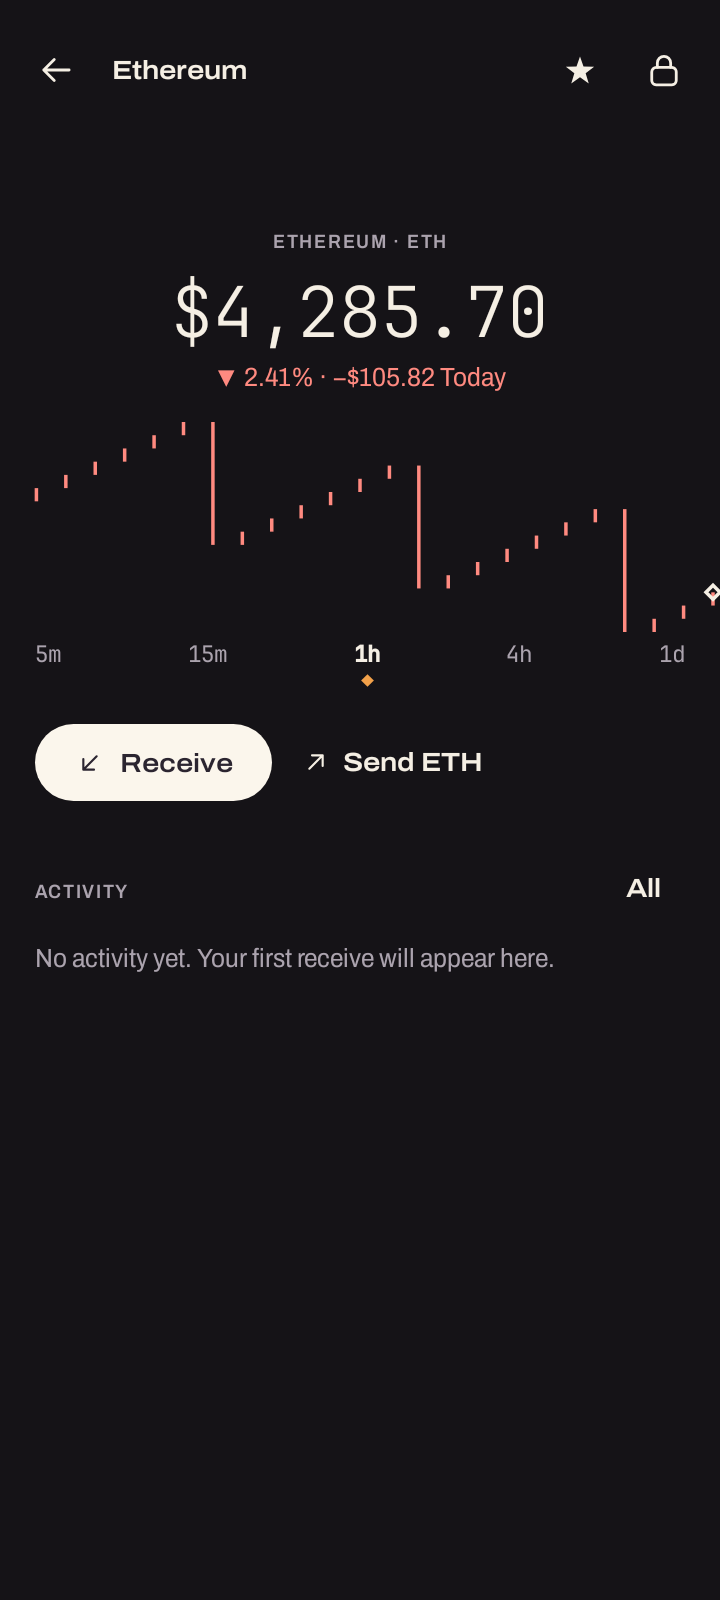 Ethereum
ETHEREUM · ETH
$4,285.70
▼ 2.41% · −$105.82 Today
5m 15m 1h 4h 1d
Receive Send ETH
ACTIVITY All
No activity yet. Your first receive will appear here.